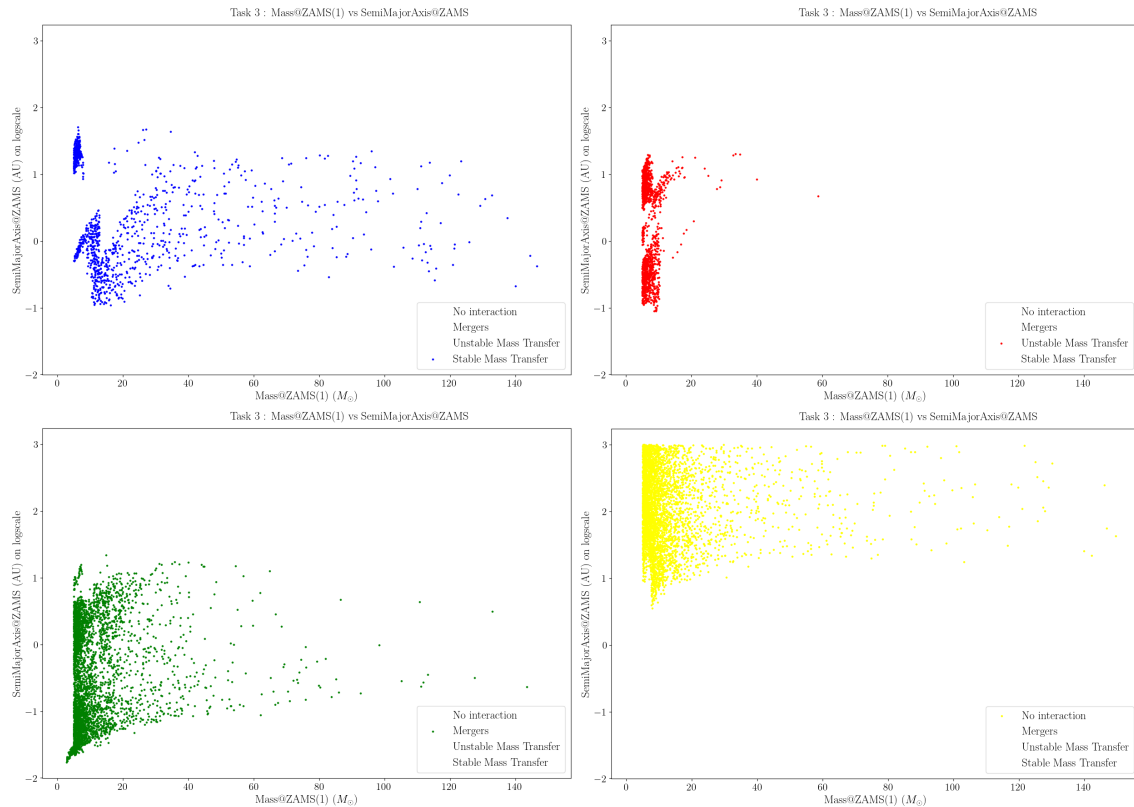 Task 3 : Mass@ZAMS(1) vs SemiMajorAxis@ZAMS
SemiMajorAxis@ZAMS (AU) on logscale
3
2
1
0
−1
−2
0 20 40 60 80 100 120 140
Mass@ZAMS(1) (M⊙)
No interaction
Mergers
Unstable Mass Transfer
Stable Mass Transfer
Task 3 : Mass@ZAMS(1) vs SemiMajorAxis@ZAMS
SemiMajorAxis@ZAMS (AU) on logscale
3
2
1
0
−1
−2
0 20 40 60 80 100 120 140
Mass@ZAMS(1) (M⊙)
No interaction
Mergers
Unstable Mass Transfer
Stable Mass Transfer
Task 3 : Mass@ZAMS(1) vs SemiMajorAxis@ZAMS
SemiMajorAxis@ZAMS (AU) on logscale
3
2
1
0
−1
−2
0 20 40 60 80 100 120 140
Mass@ZAMS(1) (M⊙)
No interaction
Mergers
Unstable Mass Transfer
Stable Mass Transfer
Task 3 : Mass@ZAMS(1) vs SemiMajorAxis@ZAMS
SemiMajorAxis@ZAMS (AU) on logscale
3
2
1
0
−1
−2
0 20 40 60 80 100 120 140
Mass@ZAMS(1) (M⊙)
No interaction
Mergers
Unstable Mass Transfer
Stable Mass Transfer